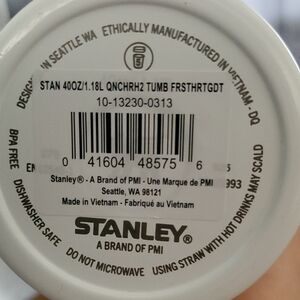 DESIGNED IN SEATTLE WA
ETHICALLY MANUFACTURED IN VIETNAM - DQ
STAN 40OZ/1.18L QNCHRH2 TUMB FRSTHRTGDT
10-13230-0313
0 41604 48575 6
Stanley® - A Brand of PMI - Une Marque de PMI
Seattle, WA 98121
Made in Vietnam - Fabriqué au Vietnam
993
BPA FREE
DISHWASHER SAFE
DO NOT MICROWAVE
USING STRAW WITH HOT DRINKS MAY SCALD
STANLEY®
A BRAND OF PMI